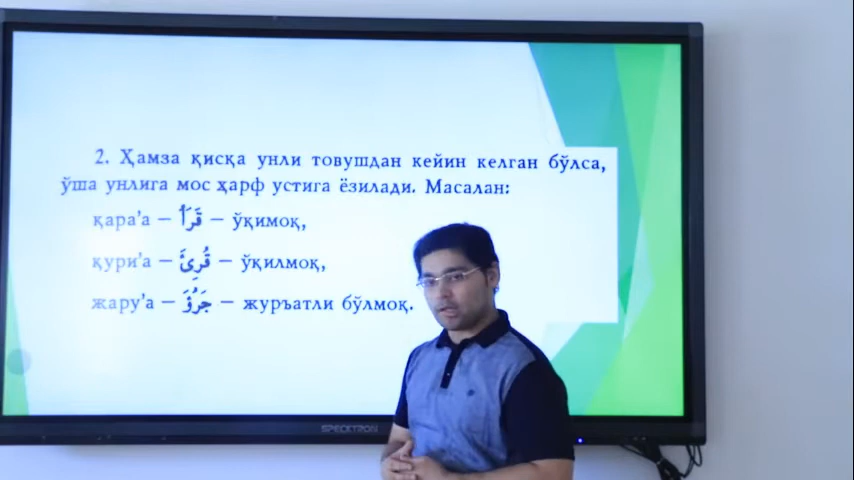 2. Ҳамза қисқа унли товушдан кейин келган бўлса,
ўша унлига мос ҳарф устига ёзилади. Масалан:
қара’а – قَرَأَ – ўқимоқ,
қури’а – قُرِئَ – ўқилмоқ,
жару’а – جَرُؤَ – журъатли бўлмоқ.
SPECKTRON